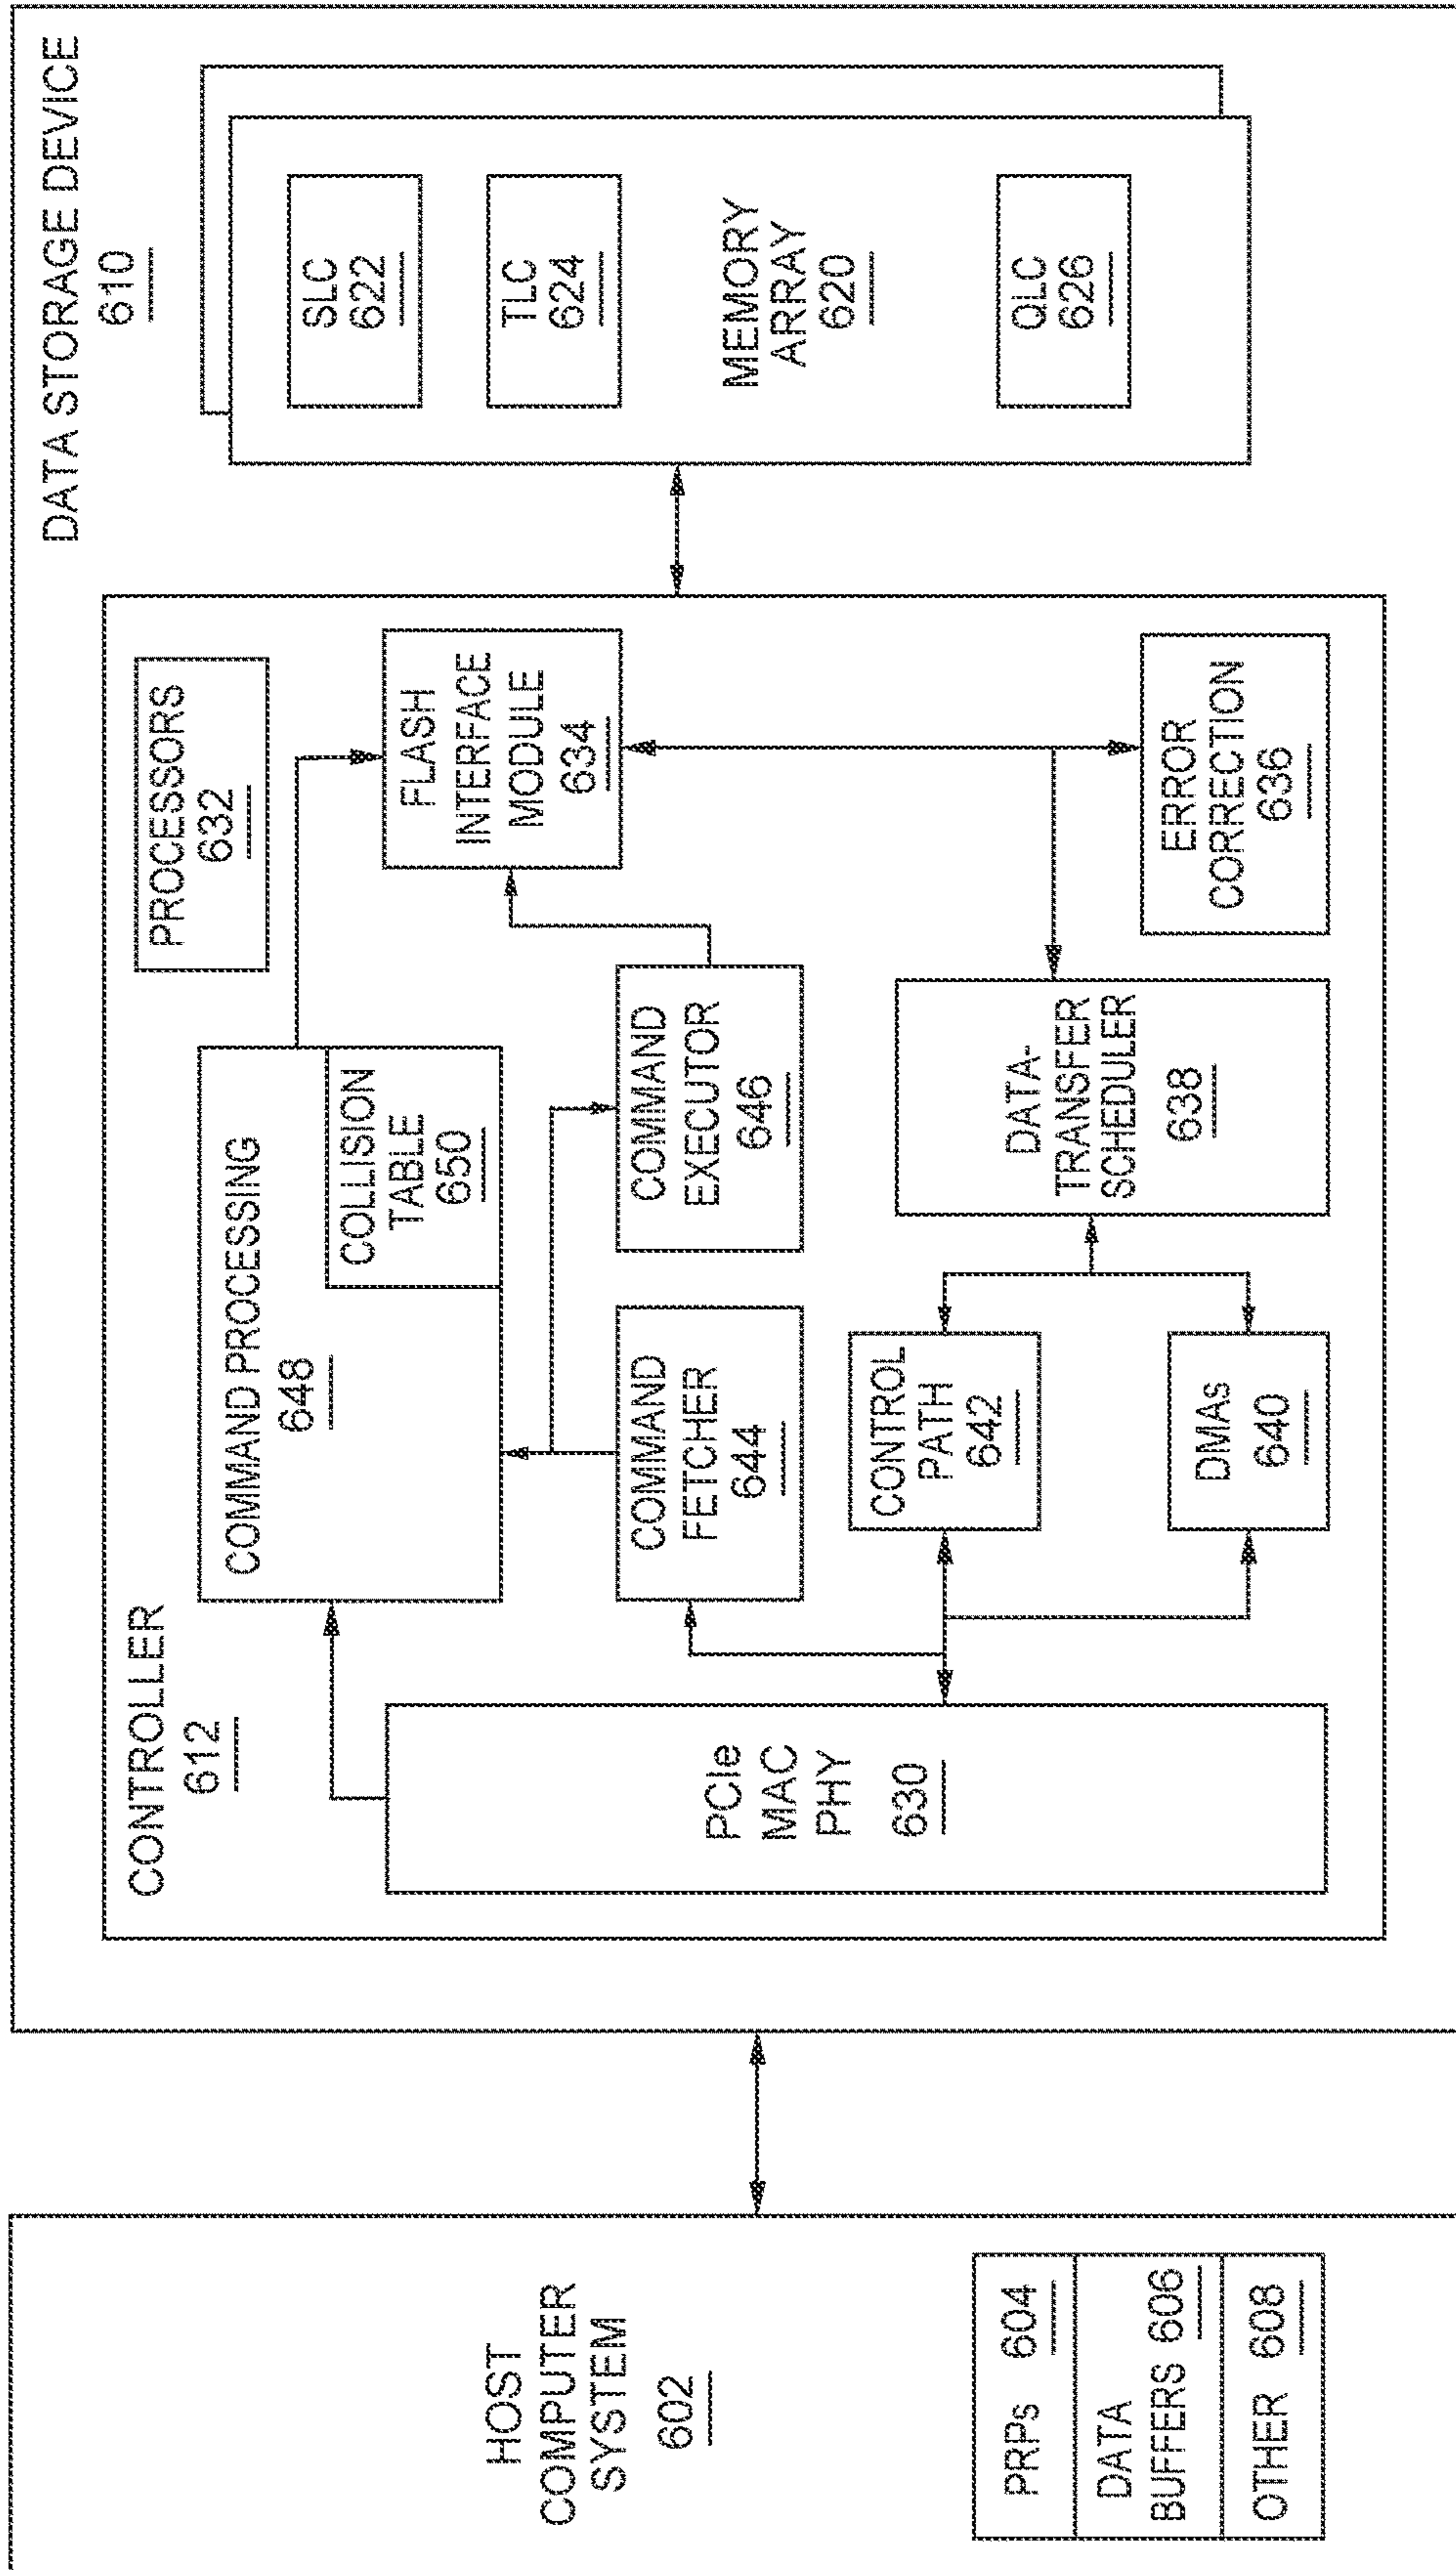 HOST
COMPUTER
SYSTEM
602
PRPs 604
DATA
BUFFERS 606
OTHER 608
DATA STORAGE DEVICE
610
CONTROLLER
612
PCIe
MAC
PHY
630
COMMAND PROCESSING
648
COLLISION
TABLE
650
COMMAND
FETCHER
644
COMMAND
EXECUTOR
646
CONTROL
PATH
642
DMAs
640
DATA-
TRANSFER
SCHEDULER
638
PROCESSORS
632
FLASH
INTERFACE
MODULE
634
ERROR
CORRECTION
636
SLC
622
TLC
624
MEMORY
ARRAY
620
QLC
626